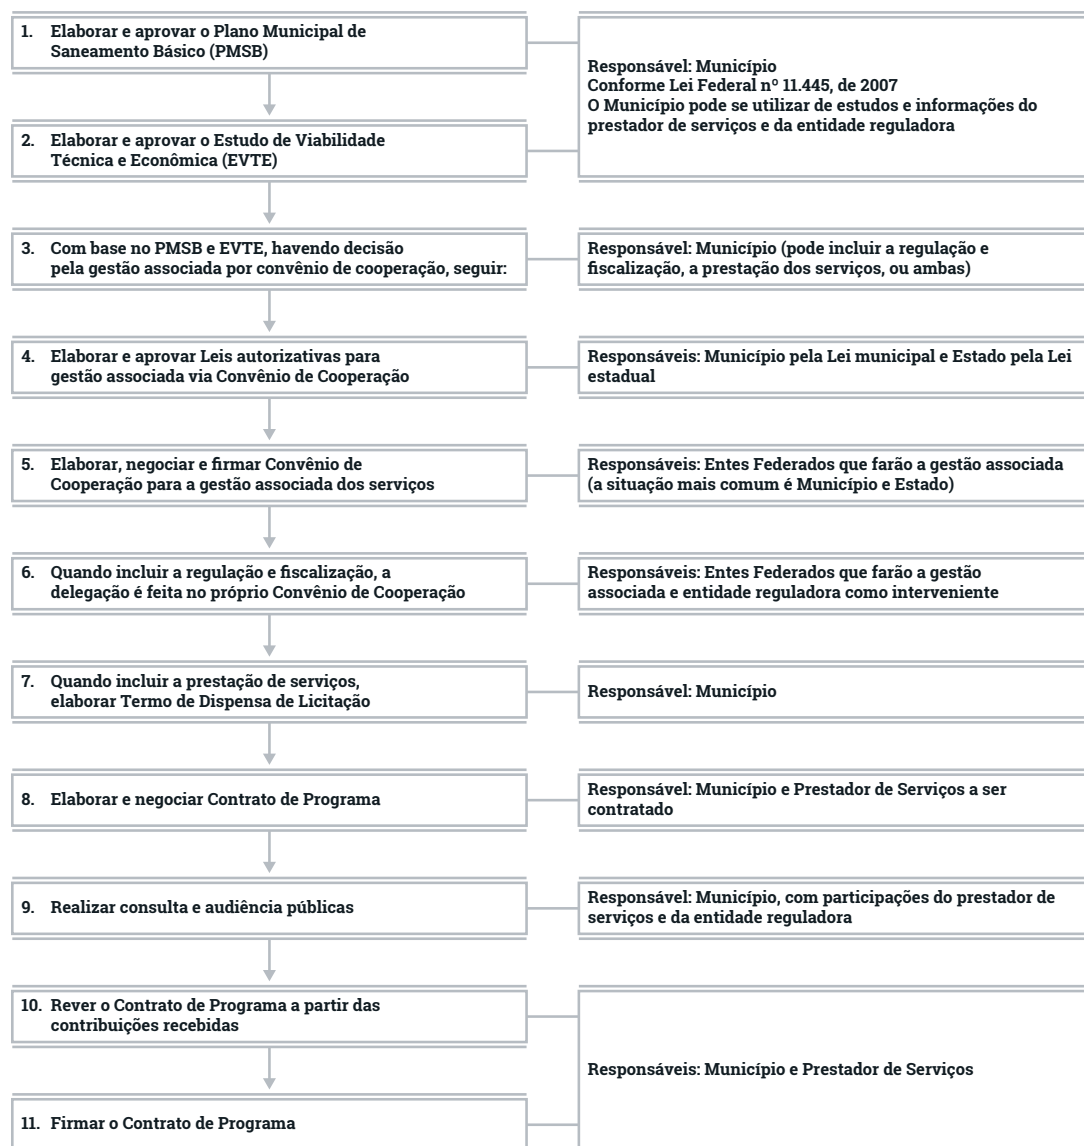 1. Elaborar e aprovar o Plano Municipal de
Saneamento Básico (PMSB)
Responsável: Município
Conforme Lei Federal nº 11.445, de 2007
O Município pode se utilizar de estudos e informações do
prestador de serviços e da entidade reguladora
2. Elaborar e aprovar o Estudo de Viabilidade
Técnica e Econômica (EVTE)
3. Com base no PMSB e EVTE, havendo decisão
pela gestão associada por convênio de cooperação, seguir:
Responsável: Município (pode incluir a regulação e
fiscalização, a prestação dos serviços, ou ambas)
4. Elaborar e aprovar Leis autorizativas para
gestão associada via Convênio de Cooperação
Responsáveis: Município pela Lei municipal e Estado pela Lei
estadual
5. Elaborar, negociar e firmar Convênio de
Cooperação para a gestão associada dos serviços
Responsáveis: Entes Federados que farão a gestão associada
(a situação mais comum é Município e Estado)
6. Quando incluir a regulação e fiscalização, a
delegação é feita no próprio Convênio de Cooperação
Responsáveis: Entes Federados que farão a gestão
associada e entidade reguladora como interveniente
7. Quando incluir a prestação de serviços,
elaborar Termo de Dispensa de Licitação
Responsável: Município
8. Elaborar e negociar Contrato de Programa
Responsável: Município e Prestador de Serviços a ser
contratado
9. Realizar consulta e audiência públicas
Responsável: Município, com participações do prestador de
serviços e da entidade reguladora
10. Rever o Contrato de Programa a partir das
contribuições recebidas
Responsáveis: Município e Prestador de Serviços
11. Firmar o Contrato de Programa